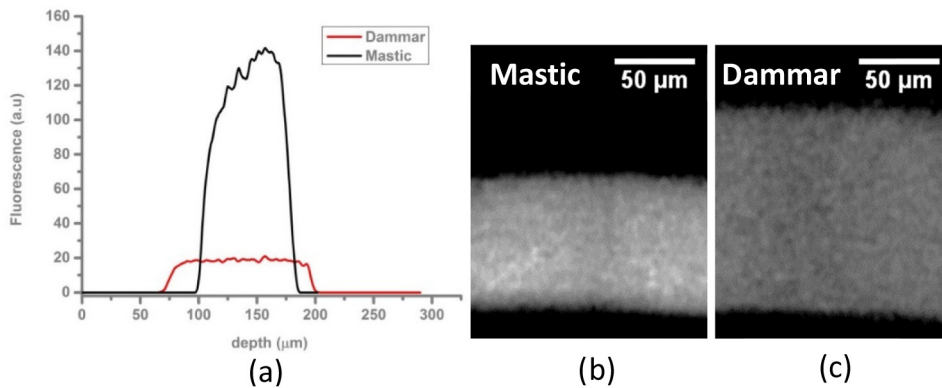 160
140
120
100
80
60
40
20
0
Fluorescence (a.u)
Dammar
Mastic
0 50 100 150 200 250 300
depth (μm)
(a)
Mastic
50 μm
(b)
Dammar
50 μm
(c)